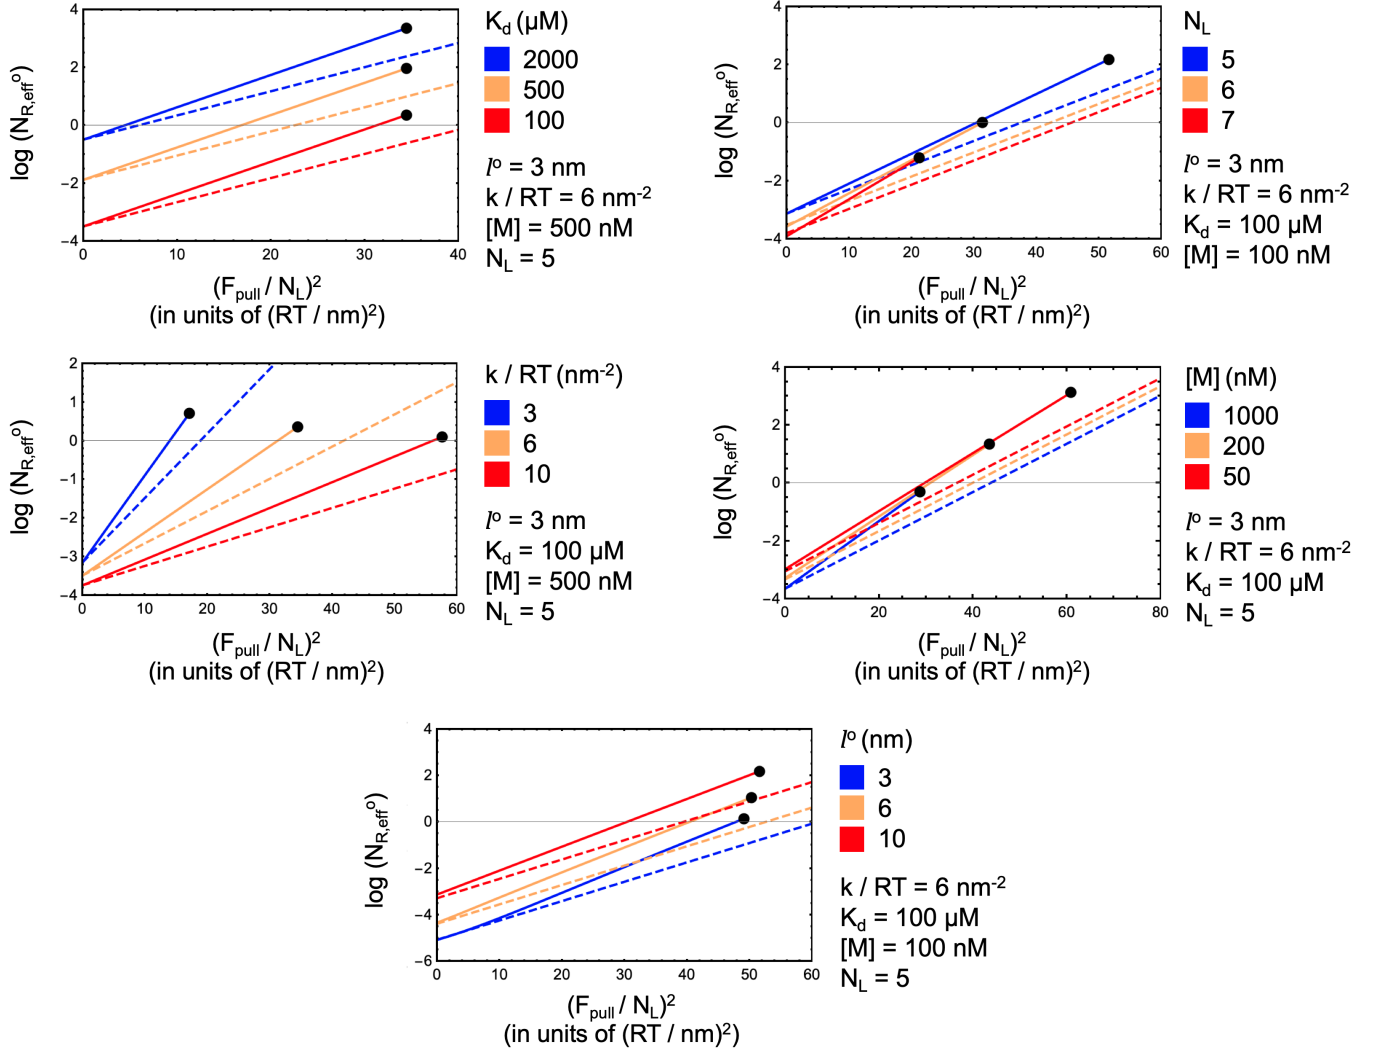 log (N_R,eff^o)
4
2
0
−2
−4
0 10 20 30 40
(F_pull / N_L)^2
(in units of (RT / nm)^2)
K_d (μM)
2000
500
100
l^o = 3 nm
k / RT = 6 nm^-2
[M] = 500 nM
N_L = 5
log (N_R,eff^o)
4
2
0
−2
−4
0 10 20 30 40 50 60
(F_pull / N_L)^2
(in units of (RT / nm)^2)
N_L
5
6
7
l^o = 3 nm
k / RT = 6 nm^-2
K_d = 100 μM
[M] = 100 nM
log (N_R,eff^o)
2
1
0
−1
−2
−3
−4
0 10 20 30 40 50 60
(F_pull / N_L)^2
(in units of (RT / nm)^2)
k / RT (nm^-2)
3
6
10
l^o = 3 nm
K_d = 100 μM
[M] = 500 nM
N_L = 5
log (N_R,eff^o)
4
2
0
−2
−4
0 20 40 60 80
(F_pull / N_L)^2
(in units of (RT / nm)^2)
[M] (nM)
1000
200
50
l^o = 3 nm
k / RT = 6 nm^-2
K_d = 100 μM
N_L = 5
log (N_R,eff^o)
4
2
0
−2
−4
−6
0 10 20 30 40 50 60
(F_pull / N_L)^2
(in units of (RT / nm)^2)
l^o (nm)
3
6
10
k / RT = 6 nm^-2
K_d = 100 μM
[M] = 100 nM
N_L = 5